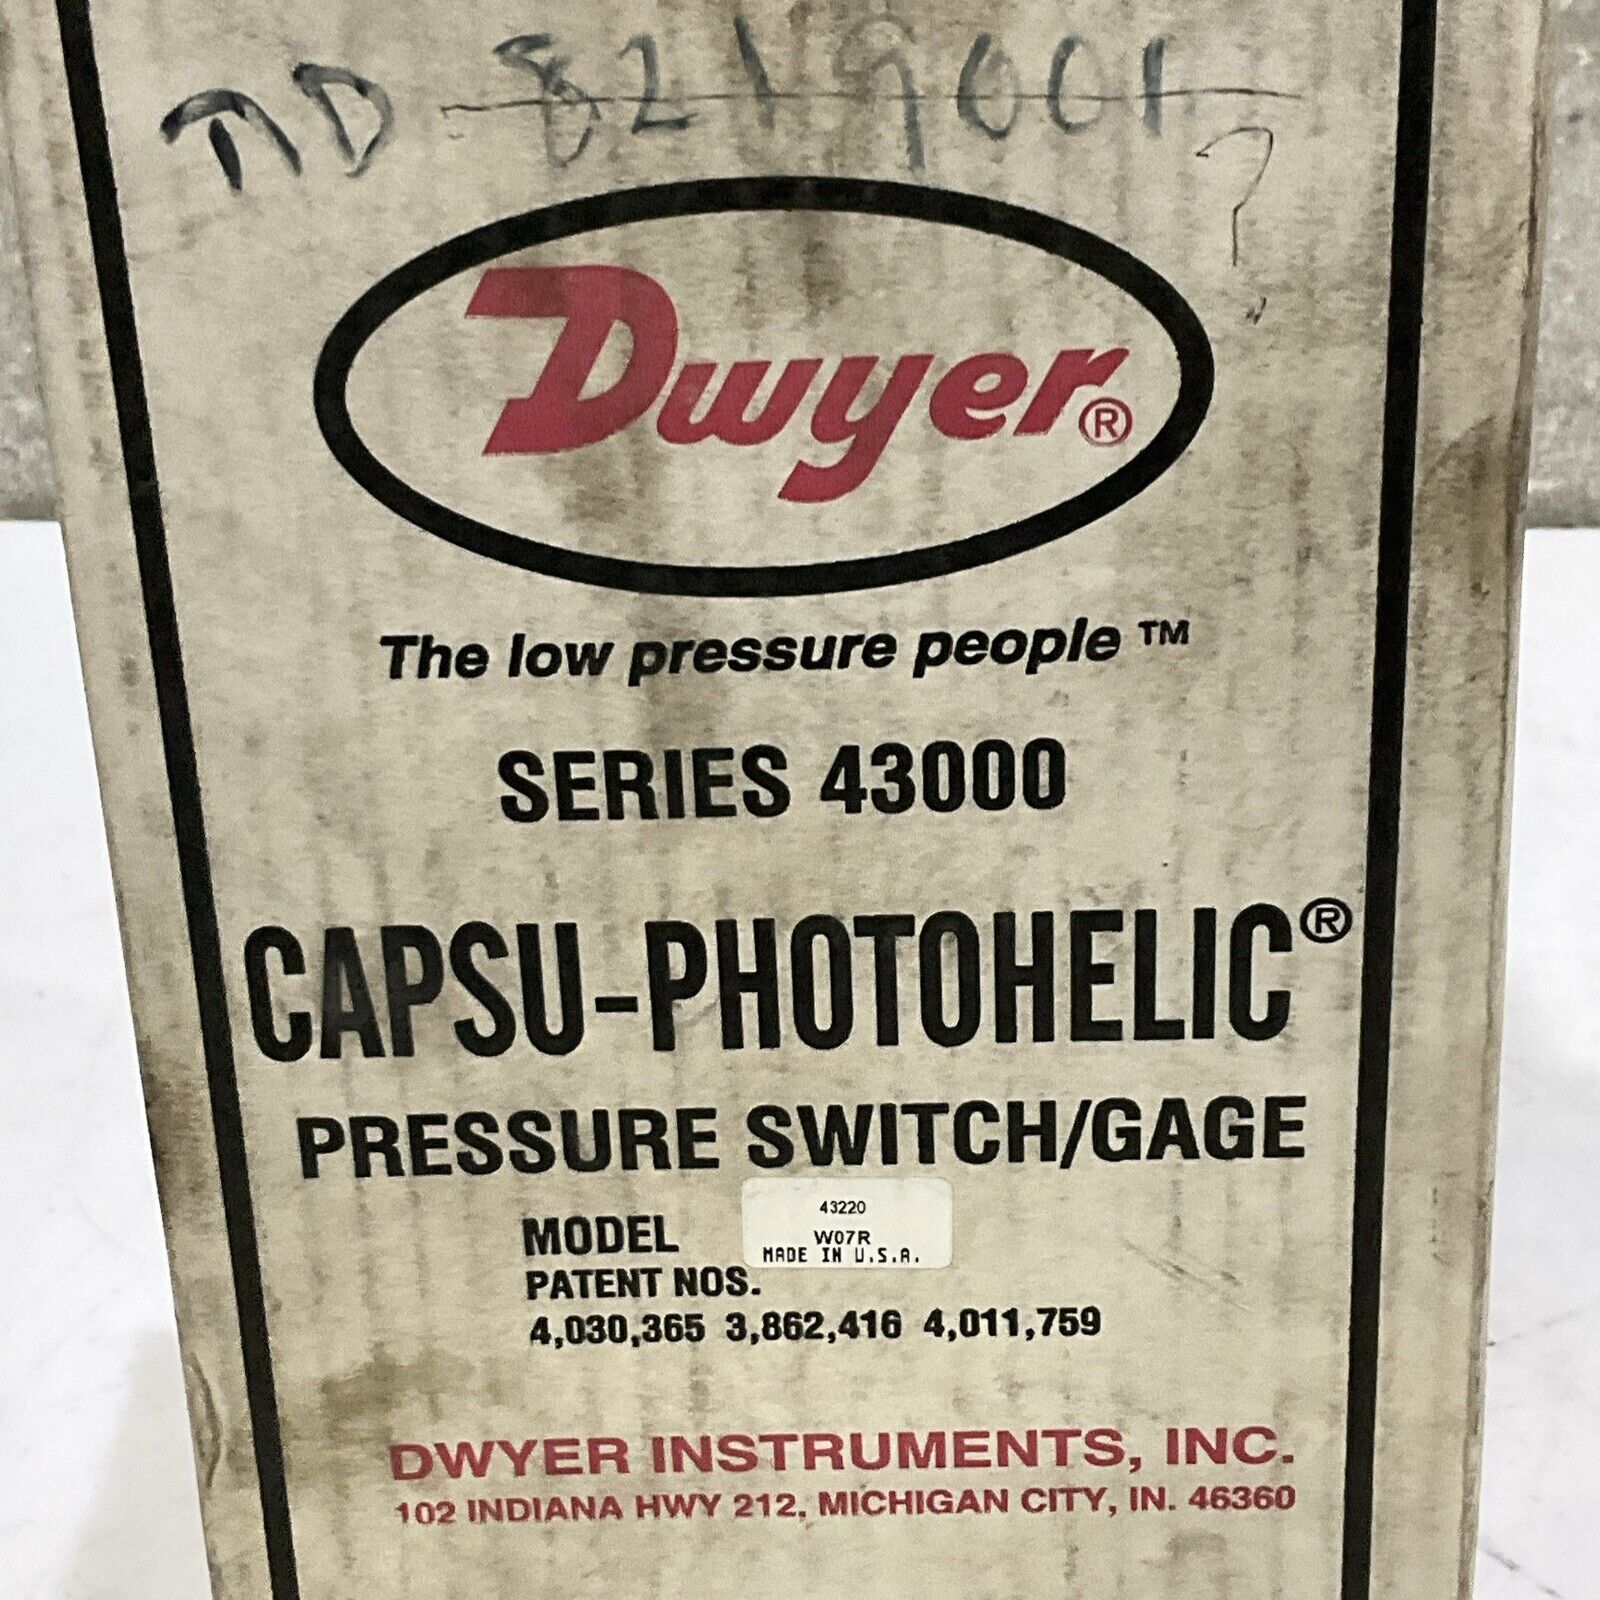 8219001
?
Dwyer®
The low pressure people ™
SERIES 43000
CAPSU-PHOTOHELIC®
PRESSURE SWITCH/GAGE
43220
MODEL W07R
MADE IN U.S.A.
PATENT NOS.
4,030,365 3,862,416 4,011,759
DWYER INSTRUMENTS, INC.
102 INDIANA HWY 212, MICHIGAN CITY, IN. 46360